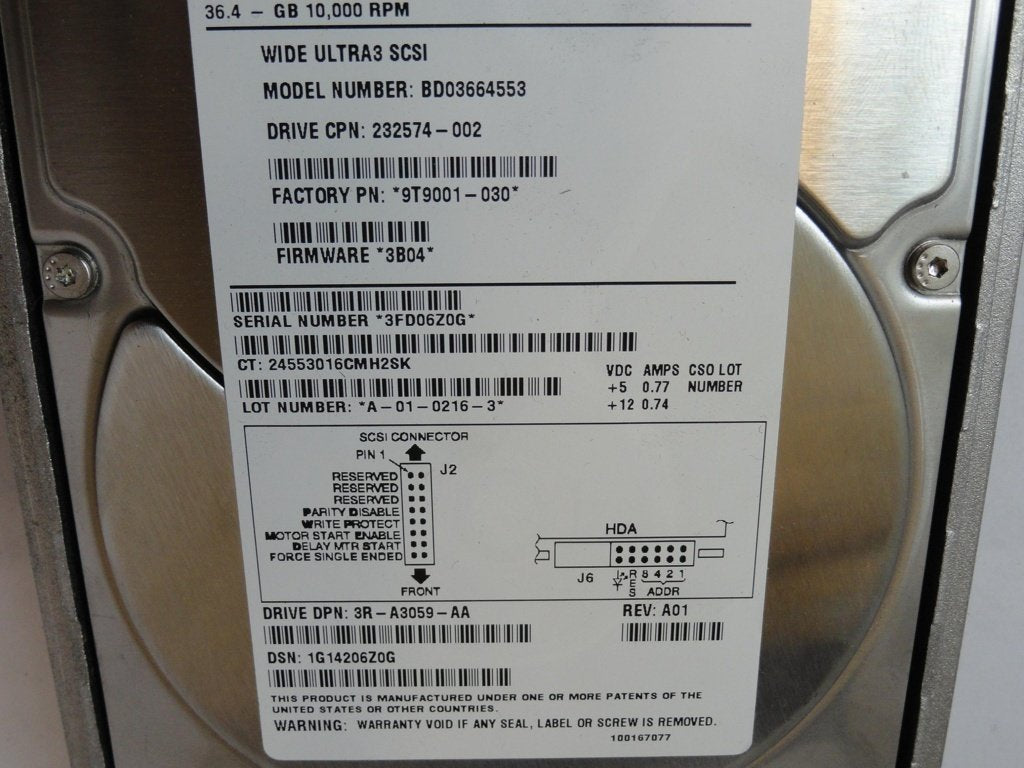 36.4 - GB 10,000 RPM
WIDE ULTRA3 SCSI
MODEL NUMBER: BD03664553
DRIVE CPN: 232574-002
FACTORY PN: *9T9001-030*
FIRMWARE *3B04*
SERIAL NUMBER *3FD06Z0G*
CT: 24553016CMH2SK
VDC AMPS CSO LOT
+5 0.77 NUMBER
+12 0.74
LOT NUMBER: *A-01-0216-3*
SCSI CONNECTOR
PIN 1
J2
RESERVED
RESERVED
RESERVED
PARITY DISABLE
WRITE PROTECT
MOTOR START ENABLE
DELAY MTR START
FORCE SINGLE ENDED
FRONT
HDA
J6
RES 8 4 2 1
ADDR
DRIVE DPN: 3R-A3059-AA
REV: A01
DSN: 1G14206Z0G
THIS PRODUCT IS MANUFACTURED UNDER ONE OR MORE PATENTS OF THE
UNITED STATES OR OTHER COUNTRIES.
WARNING: WARRANTY VOID IF ANY SEAL, LABEL OR SCREW IS REMOVED.
100167077